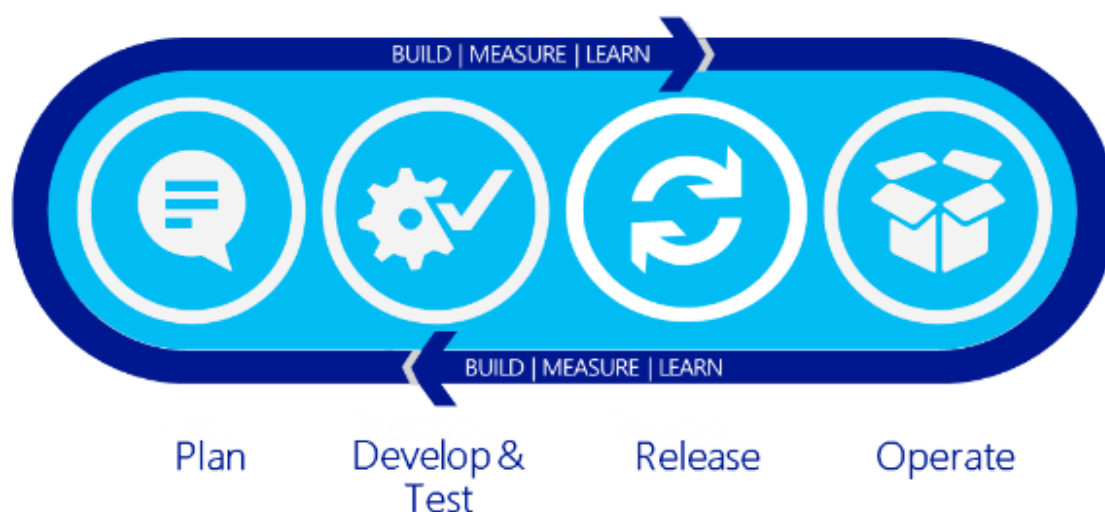 BUILD | MEASURE | LEARN
BUILD | MEASURE | LEARN
Plan
Develop &
Test
Release
Operate